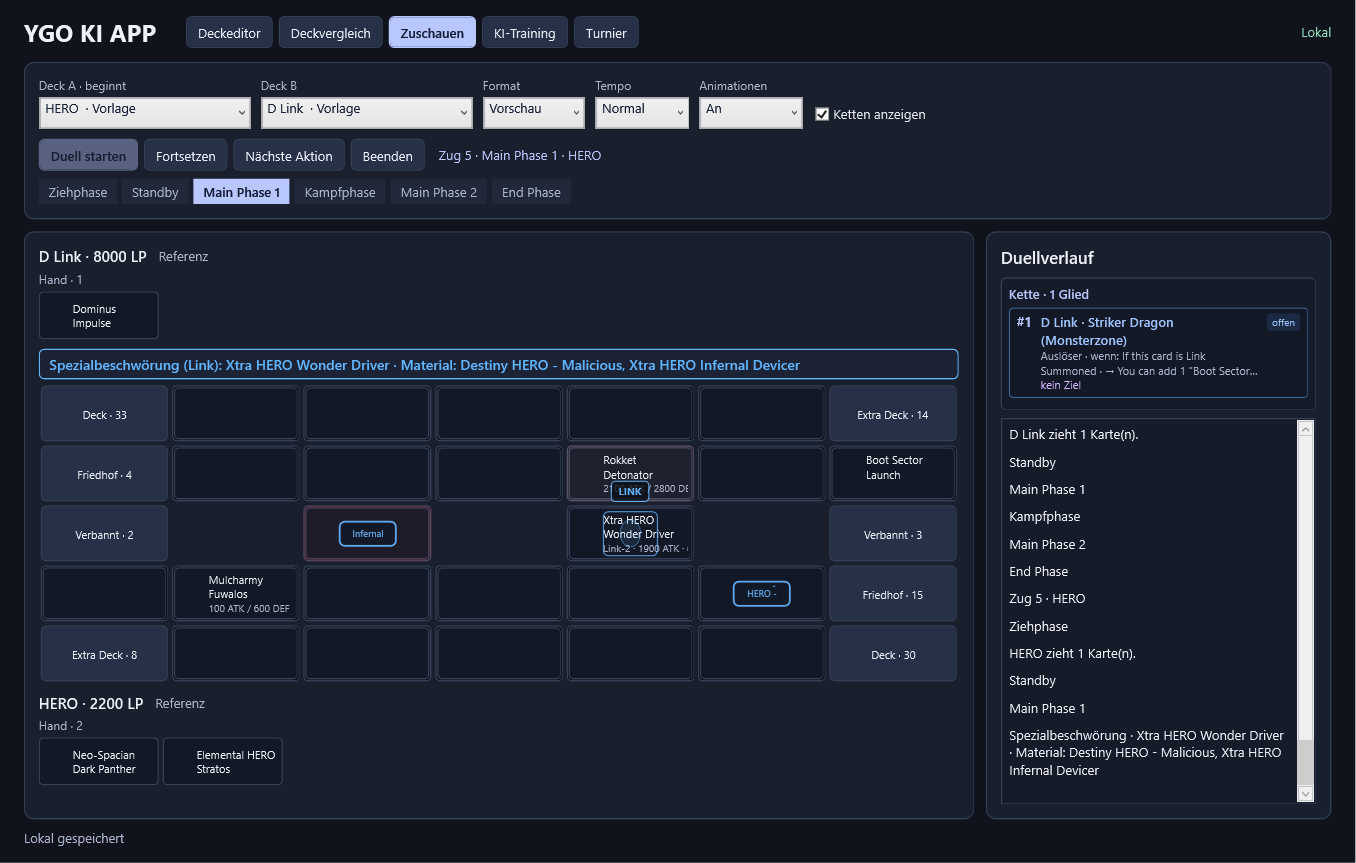 YGO KI APP
Deckeditor
Deckvergleich
Zuschauen
KI-Training
Turnier
Lokal
Deck A · beginnt
Deck B
Format
Tempo
Animationen
HERO · Vorlage
D Link · Vorlage
Vorschau
Normal
An
Ketten anzeigen
Duell starten
Fortsetzen
Nächste Aktion
Beenden
Zug 5 · Main Phase 1 · HERO
Ziehphase
Standby
Main Phase 1
Kampfphase
Main Phase 2
End Phase
D Link · 8000 LP
Referenz
Hand · 1
Dominus
Impulse
Spezialbeschwörung (Link): Xtra HERO Wonder Driver · Material: Destiny HERO - Malicious, Xtra HERO Infernal Devicer
Deck · 33
Extra Deck · 14
Friedhof · 4
Rokket
Detonator
/ 2800 DE
LINK
Boot Sector
Launch
Verbannt · 2
Infernal
Xtra HERO
Wonder Driver
Link-2 · 1900 ATK ·
Verbannt · 3
Mulcharmy
Fuwalos
100 ATK / 600 DEF
HERO -
Friedhof · 15
Extra Deck · 8
Deck · 30
HERO · 2200 LP
Referenz
Hand · 2
Neo-Spacian
Dark Panther
Elemental HERO
Stratos
Duellverlauf
Kette · 1 Glied
#1 D Link · Striker Dragon
(Monsterzone)
offen
Auslöser · wenn: If this card is Link
Summoned · → You can add 1 "Boot Sector...
kein Ziel
D Link zieht 1 Karte(n).
Standby
Main Phase 1
Kampfphase
Main Phase 2
End Phase
Zug 5 · HERO
Ziehphase
HERO zieht 1 Karte(n).
Standby
Main Phase 1
Spezialbeschwörung · Xtra HERO Wonder Driver
· Material: Destiny HERO - Malicious, Xtra HERO
Infernal Devicer
Lokal gespeichert